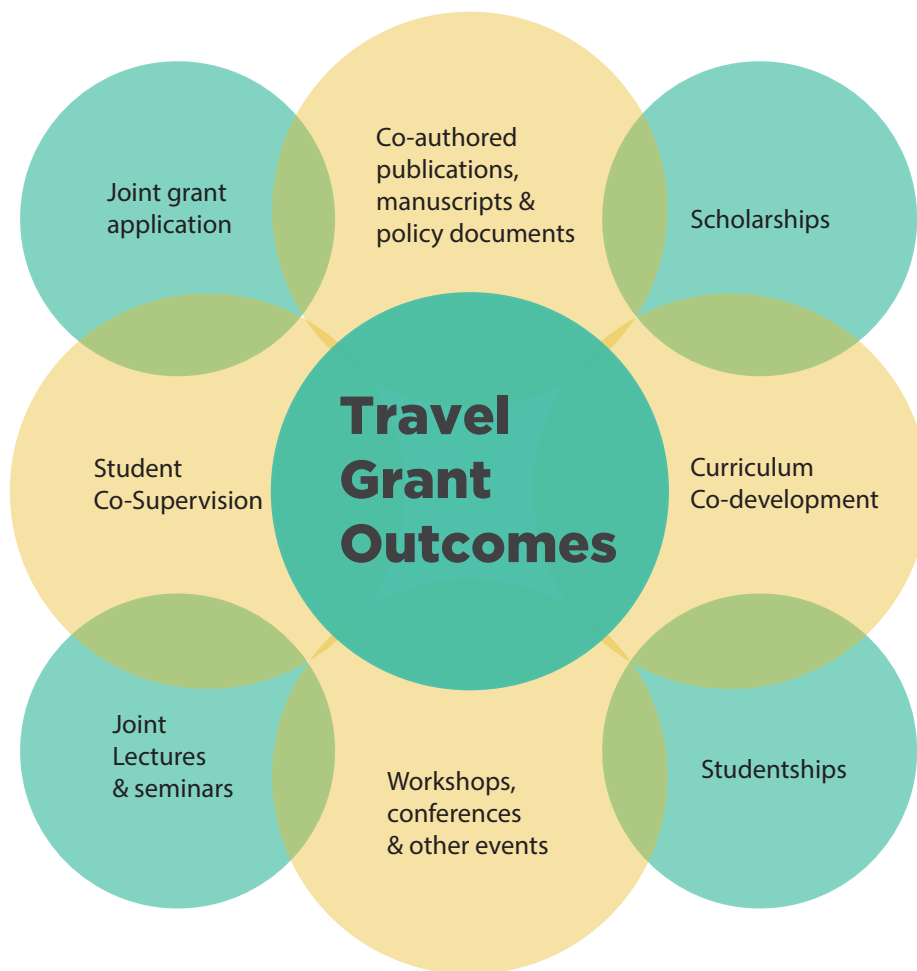 Joint grant
application
Co-authored
publications,
manuscripts &
policy documents
Scholarships
Student
Co-Supervision
Travel
Grant
Outcomes
Curriculum
Co-development
Joint
Lectures
& seminars
Workshops,
conferences
& other events
Studentships